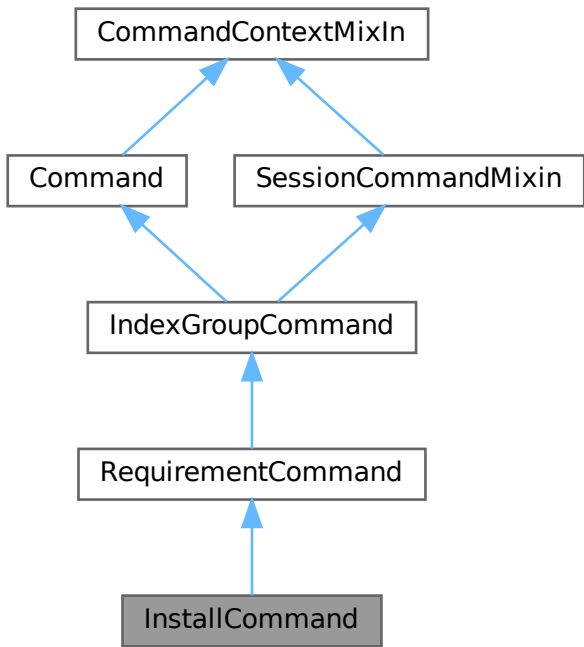 CommandContextMixIn
Command
SessionCommandMixin
IndexGroupCommand
RequirementCommand
InstallCommand